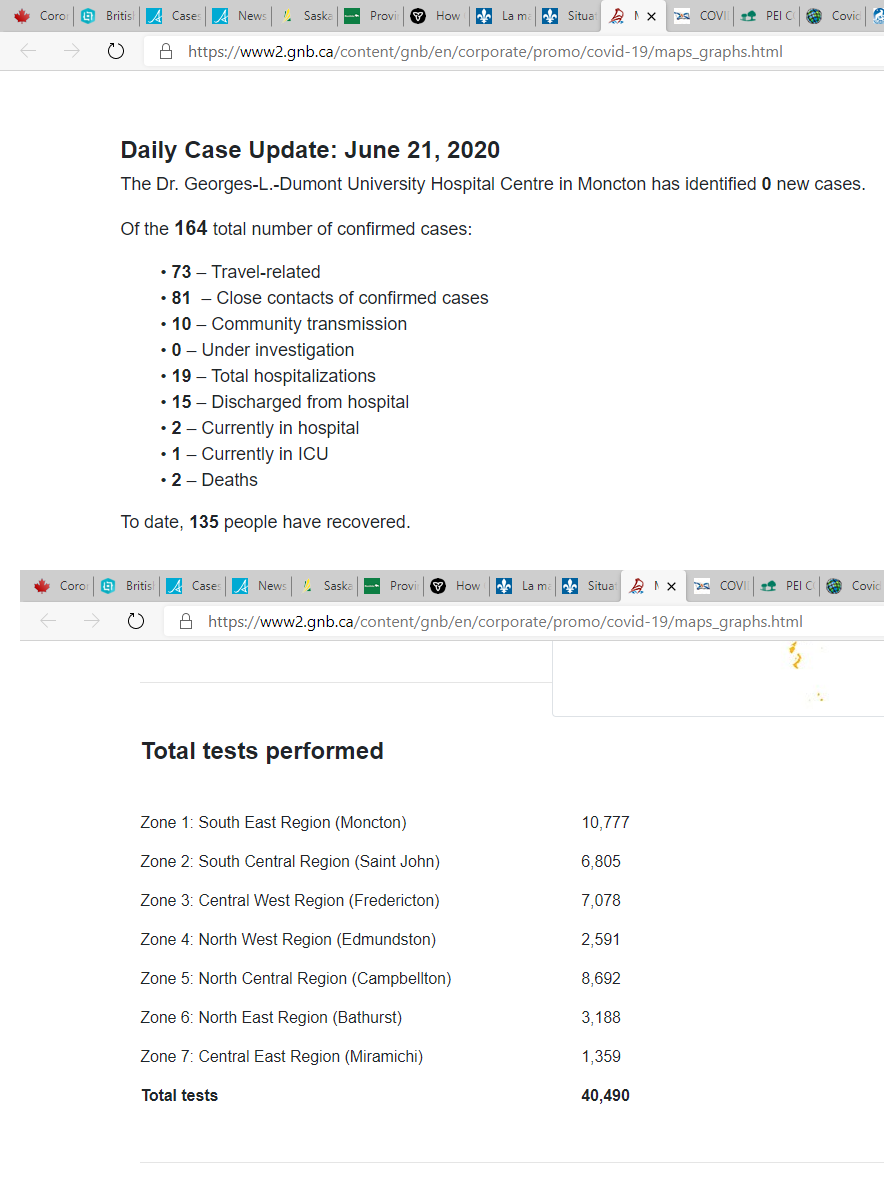 Coro Britis Cases News Saska Provi How La ma Situa COVI PEI C Covid
https://www2.gnb.ca/content/gnb/en/corporate/promo/covid-19/maps_graphs.html
Daily Case Update: June 21, 2020
The Dr. Georges-L.-Dumont University Hospital Centre in Moncton has identified 0 new cases.
Of the 164 total number of confirmed cases:
• 73 – Travel-related
• 81 – Close contacts of confirmed cases
• 10 – Community transmission
• 0 – Under investigation
• 19 – Total hospitalizations
• 15 – Discharged from hospital
• 2 – Currently in hospital
• 1 – Currently in ICU
• 2 – Deaths
To date, 135 people have recovered.
Coro Britis Cases News Saska Provi How La ma Situa COVI PEI C Covid
https://www2.gnb.ca/content/gnb/en/corporate/promo/covid-19/maps_graphs.html
Total tests performed
Zone 1: South East Region (Moncton) 10,777
Zone 2: South Central Region (Saint John) 6,805
Zone 3: Central West Region (Fredericton) 7,078
Zone 4: North West Region (Edmundston) 2,591
Zone 5: North Central Region (Campbellton) 8,692
Zone 6: North East Region (Bathurst) 3,188
Zone 7: Central East Region (Miramichi) 1,359
Total tests 40,490